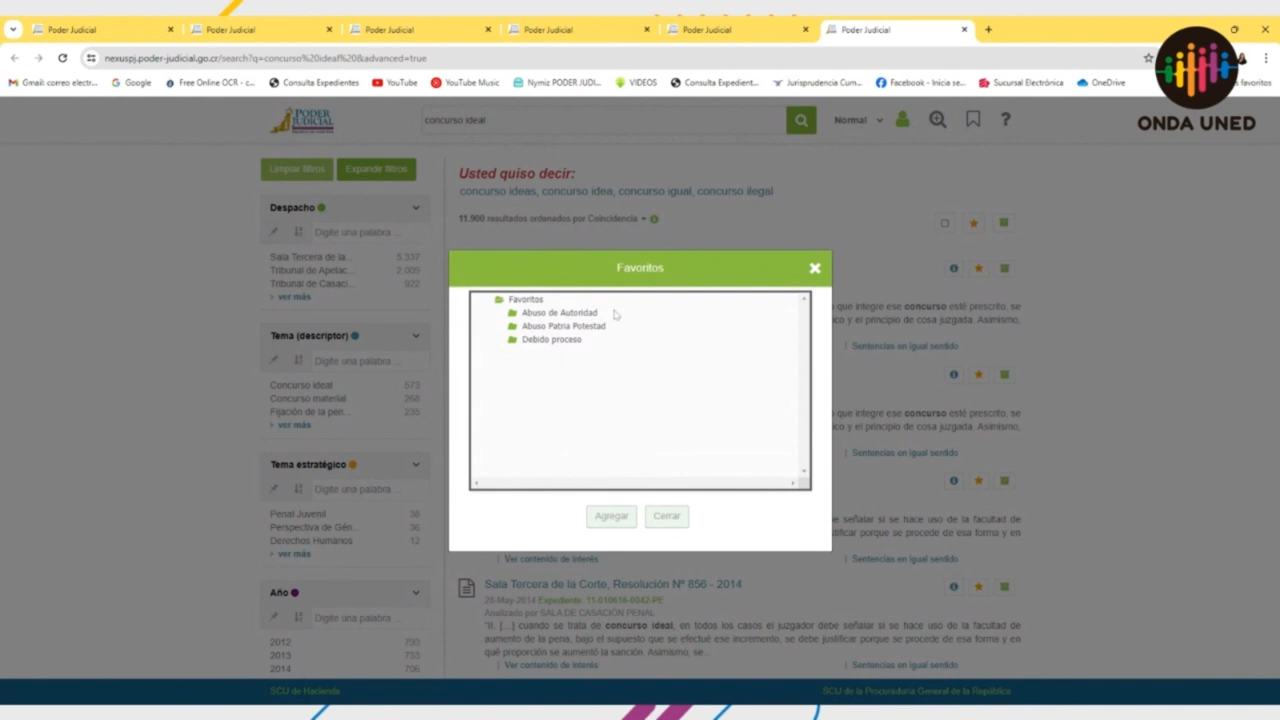 Poder Judicial
Poder Judicial
Poder Judicial
Poder Judicial
Poder Judicial
Poder Judicial
nexuspj.poder-judicial.go.cr/search?q=concurso%20ideal%20&advanced=true
Gmail: correo electr...
Google
Free Online OCR - c...
Consulta Expedientes
YouTube
YouTube Music
Nymiz PODER JUDI...
VIDEOS
Consulta Expedient...
Jurisprudencia Cum...
Facebook - Inicia se...
Sucursal Electrónica
OneDrive
favoritos
ONDA UNED
PODER JUDICIAL
concurso ideal
Normal
?
Limpiar filtros
Expandir filtros
Usted quiso decir:
concurso ideas, concurso idea, concurso igual, concurso ilegal
11.900 resultados ordenados por Coincidencia
Despacho
Digite una palabra ...
Sala Tercera de la... 5.337
Tribunal de Apelac... 2.009
Tribunal de Casaci... 922
> ver más
Tema (descriptor)
Digite una palabra ...
Concurso ideal 573
Concurso material 268
Fijación de la pen... 235
> ver más
Tema estratégico
Digite una palabra ...
Penal Juvenil 38
Perspectiva de Gén... 36
Derechos Humanos 12
> ver más
Año
Digite una palabra ...
2012 793
2013 733
2014 706
Favoritos
Favoritos
Abuso de Autoridad
Abuso Patria Potestad
Debido proceso
Agregar
Cerrar
que integre ese concurso esté prescrito, se
co y el principio de cosa juzgada. Asimismo,
| Sentencias en igual sentido
que integre ese concurso esté prescrito, se
co y el principio de cosa juzgada. Asimismo,
| Sentencias en igual sentido
señalar si se hace uso de la facultad de
tificar porque se procede de esa forma y en
| Ver contenido de Interés
| Sentencias en igual sentido
Sala Tercera de la Corte, Resolución Nº 856 - 2014
28-May-2014 Expediente: 11-010616-0042-PE
Analizado por SALA DE CASACIÓN PENAL
"II. [...] cuando se trata de concurso ideal, en todos los casos el juzgador debe señalar si se hace uso de la facultad de
aumento de la pena, bajo el supuesto que se efectué ese incremento, se debe justificar porque se procede de esa forma y en
qué proporción se aumentó la sanción. Asimismo, se...
| Ver contenido de Interés
| Sentencias en igual sentido
SCU de Hacienda
SCU de la Procuraduría General de la República